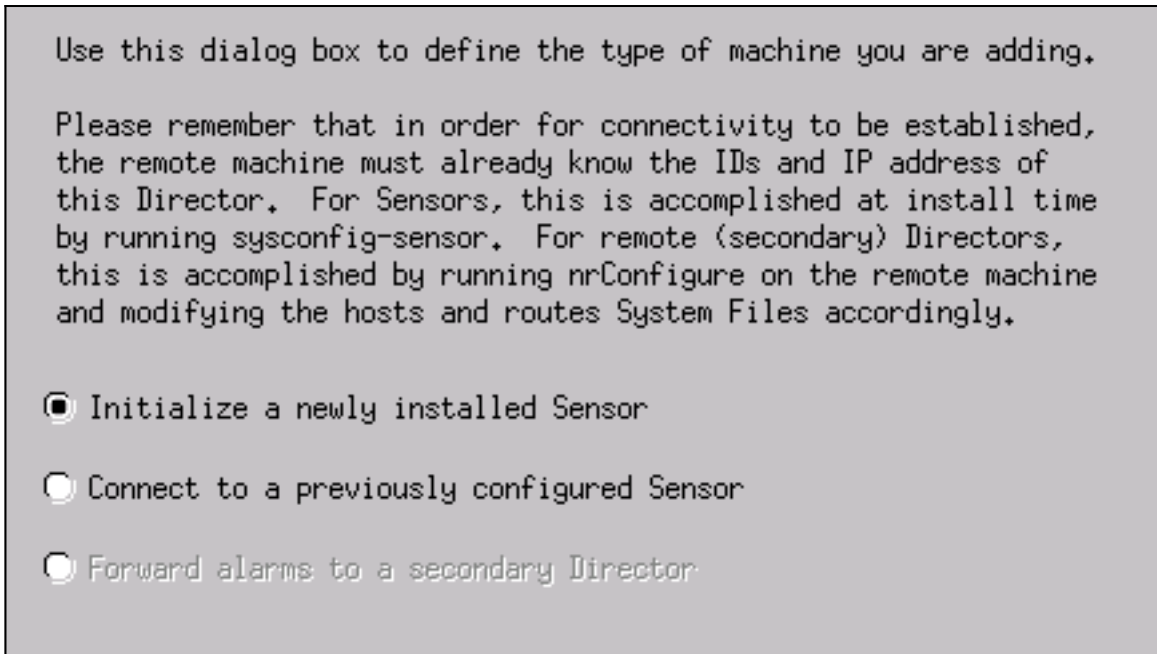 Use this dialog box to define the type of machine you are adding.
Please remember that in order for connectivity to be established,
the remote machine must already know the IDs and IP address of
this Director.  For Sensors, this is accomplished at install time
by running sysconfig-sensor.  For remote (secondary) Directors,
this is accomplished by running nrConfigure on the remote machine
and modifying the hosts and routes System Files accordingly.
Initialize a newly installed Sensor
Connect to a previously configured Sensor
Forward alarms to a secondary Director